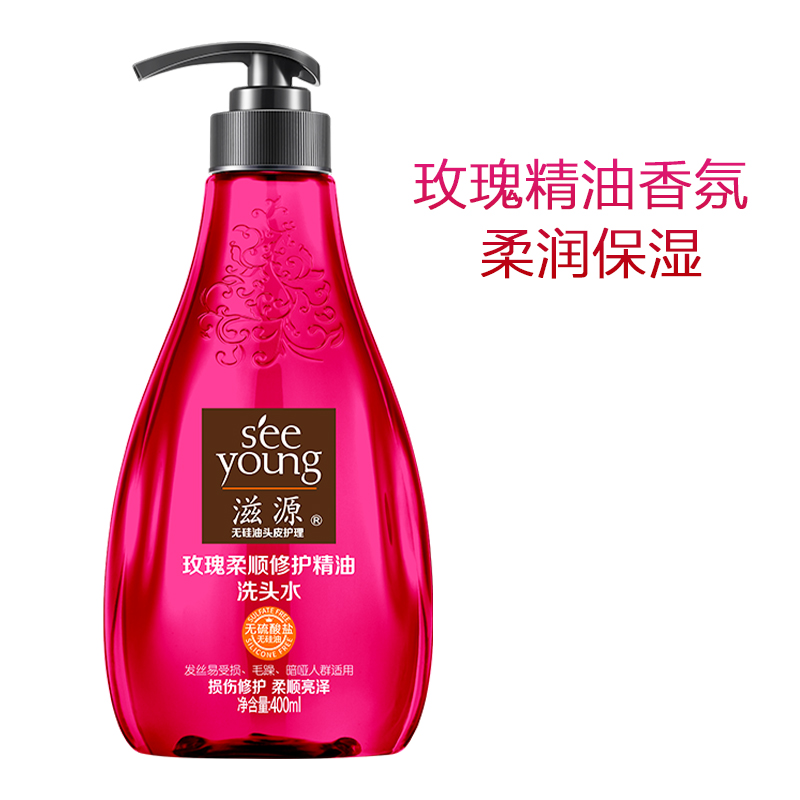 玫瑰精油香氛
柔润保湿
see
young
滋源®
无硅油头皮护理
玫瑰柔顺修护精油
洗头水
SULFATE FREE
无硫酸盐
无硅油
SILICONE FREE
发丝易受损、毛躁、暗哑人群适用
损伤修护 柔顺亮泽
净含量:400ml